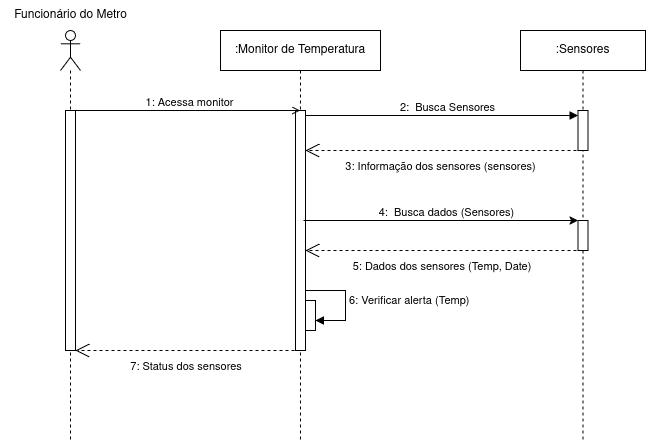 Funcionário do Metro
:Monitor de Temperatura
:Sensores
1: Acessa monitor
2: Busca Sensores
3: Informação dos sensores (sensores)
4: Busca dados (Sensores)
5: Dados dos sensores (Temp, Date)
6: Verificar alerta (Temp)
7: Status dos sensores